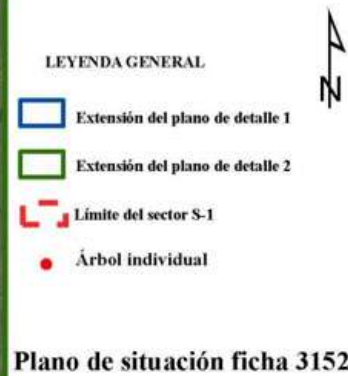 LEYENDA GENERAL
N
Extensión del plano de detalle 1
Extensión del plano de detalle 2
Límite del sector S-1
Árbol individual
Plano de situación ficha 3152